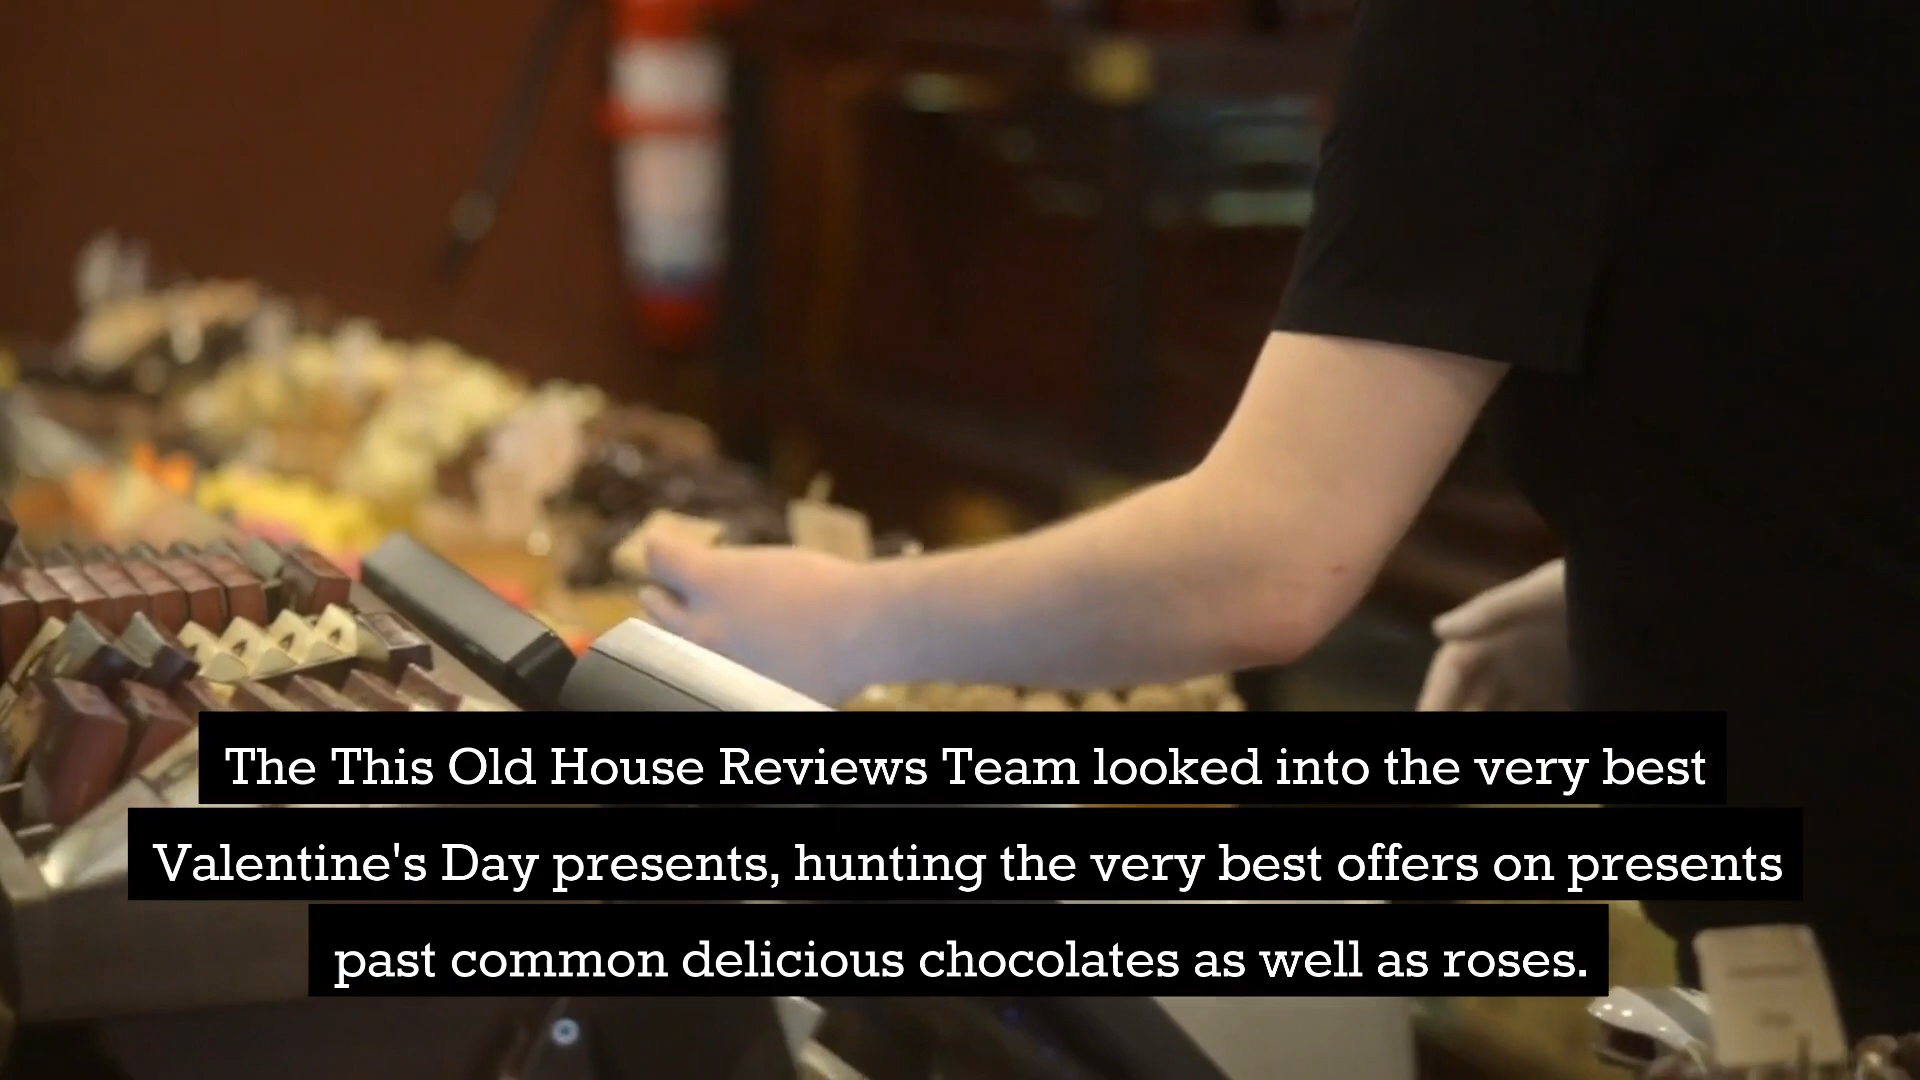 The This Old House Reviews Team looked into the very best
Valentine's Day presents, hunting the very best offers on presents
past common delicious chocolates as well as roses.